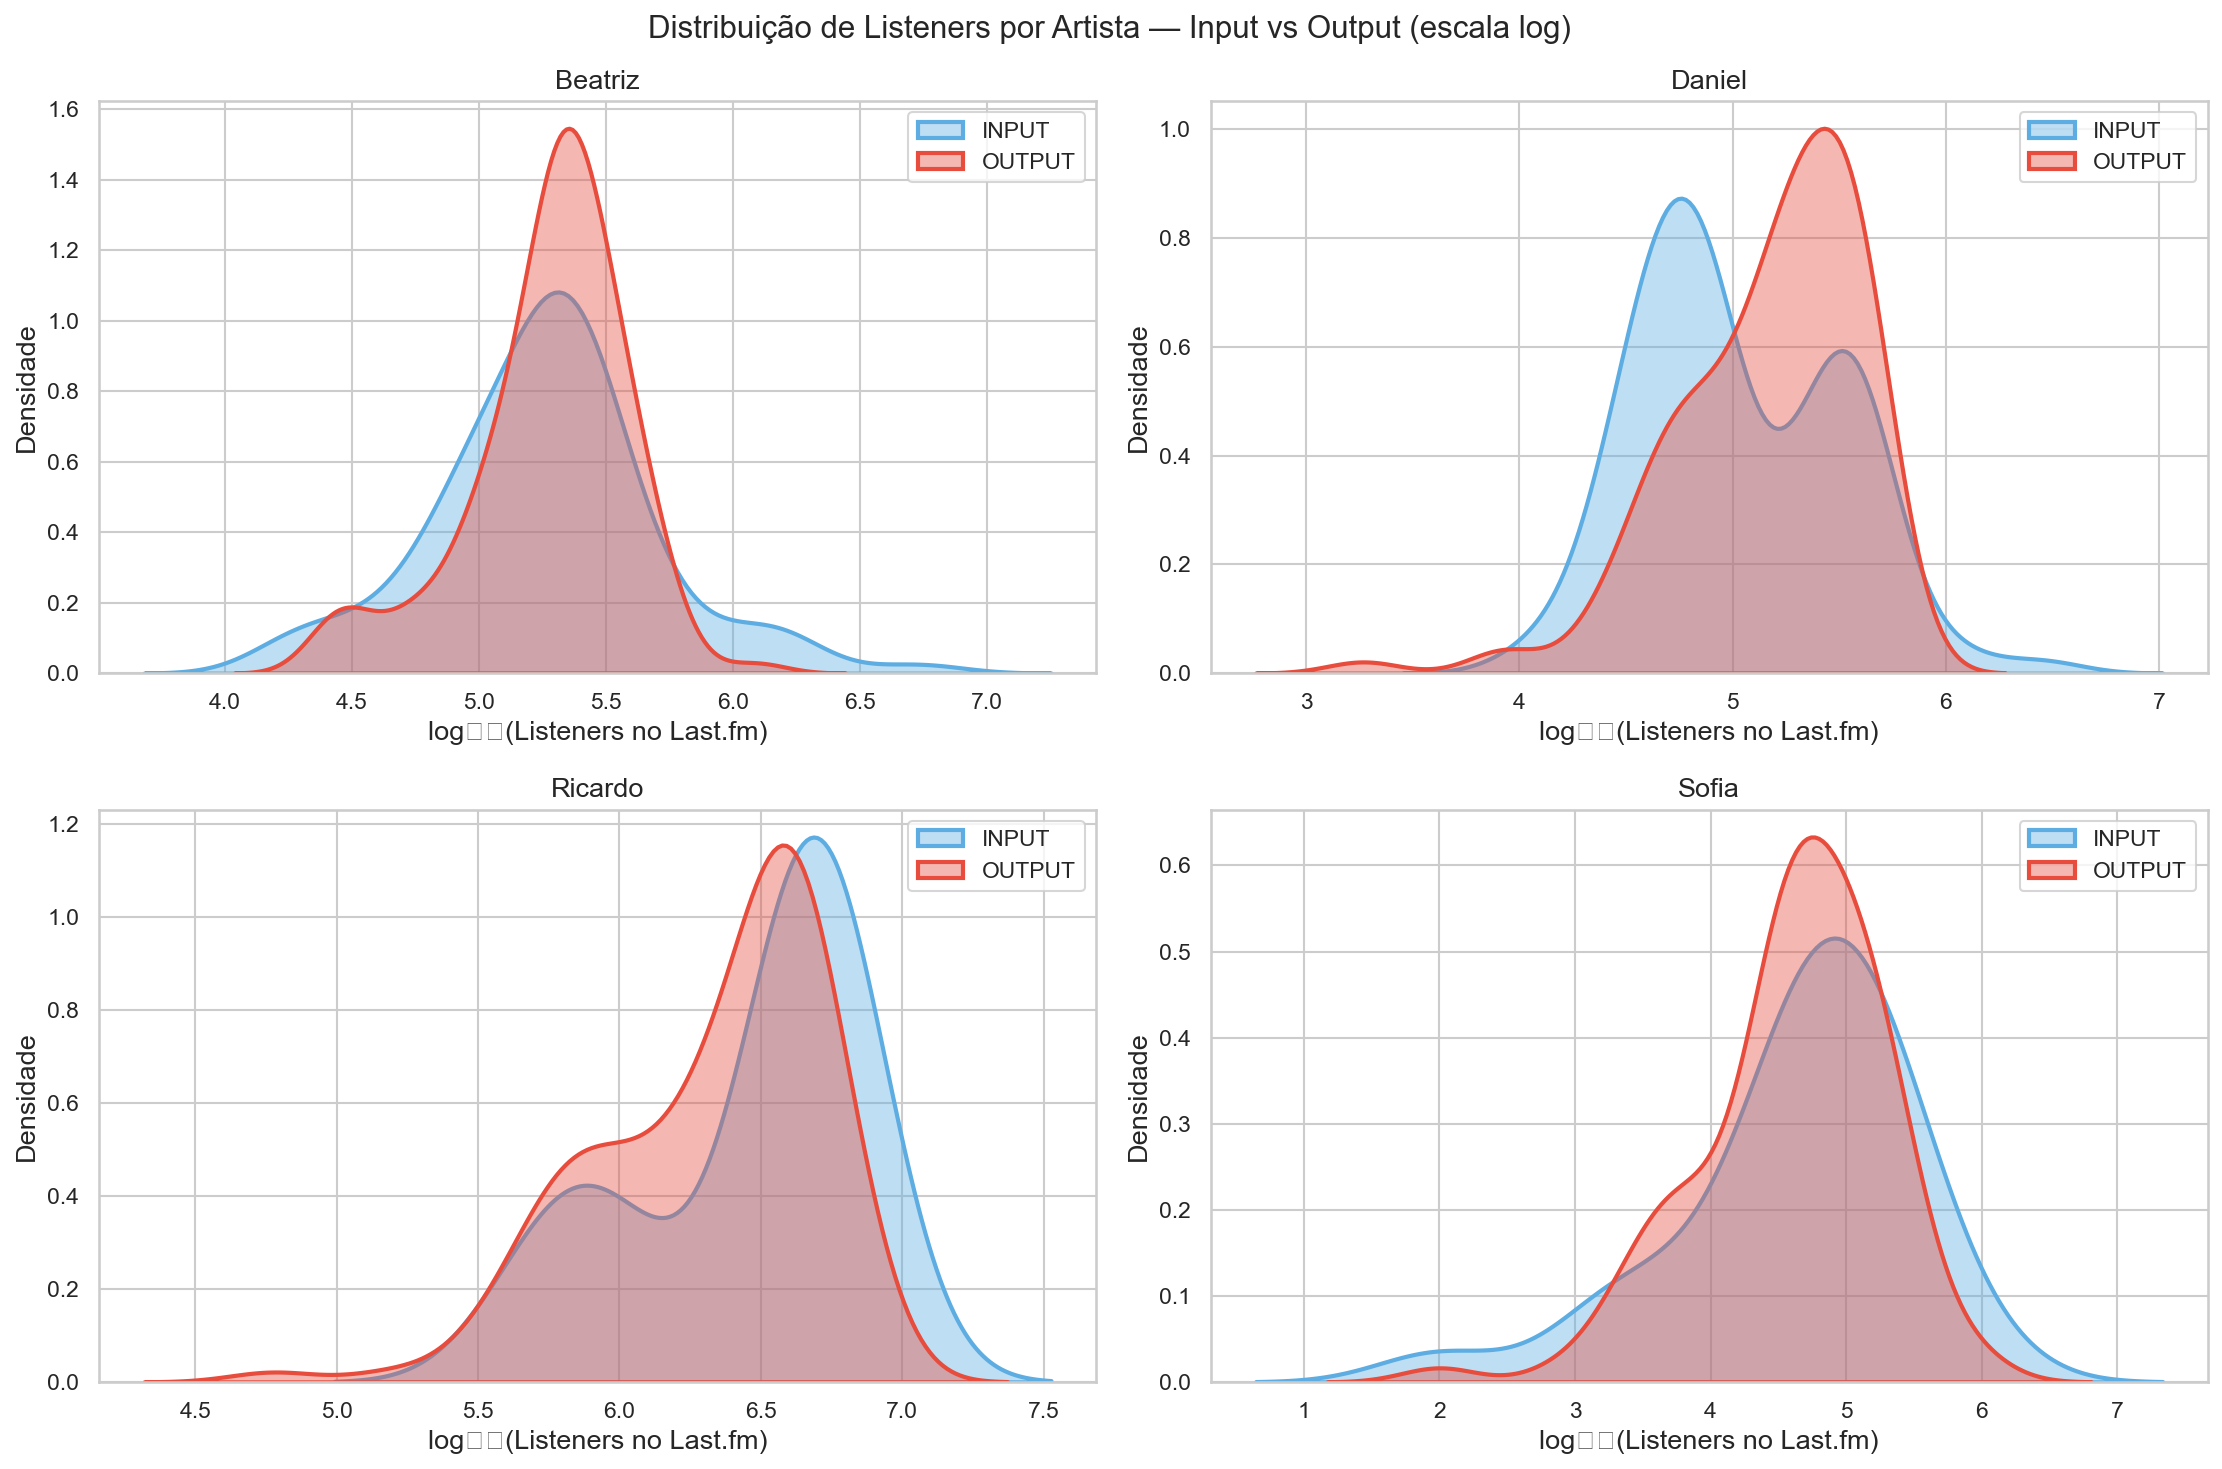 Distribuição de Listeners por Artista — Input vs Output (escala log)
Beatriz
INPUT
OUTPUT
Densidade
1.6
1.4
1.2
1.0
0.8
0.6
0.4
0.2
0.0
4.0 4.5 5.0 5.5 6.0 6.5 7.0
log□□(Listeners no Last.fm)
Daniel
INPUT
OUTPUT
Densidade
1.0
0.8
0.6
0.4
0.2
0.0
3 4 5 6 7
log□□(Listeners no Last.fm)
Ricardo
INPUT
OUTPUT
Densidade
1.2
1.0
0.8
0.6
0.4
0.2
0.0
4.5 5.0 5.5 6.0 6.5 7.0 7.5
log□□(Listeners no Last.fm)
Sofia
INPUT
OUTPUT
Densidade
0.6
0.5
0.4
0.3
0.2
0.1
0.0
1 2 3 4 5 6 7
log□□(Listeners no Last.fm)